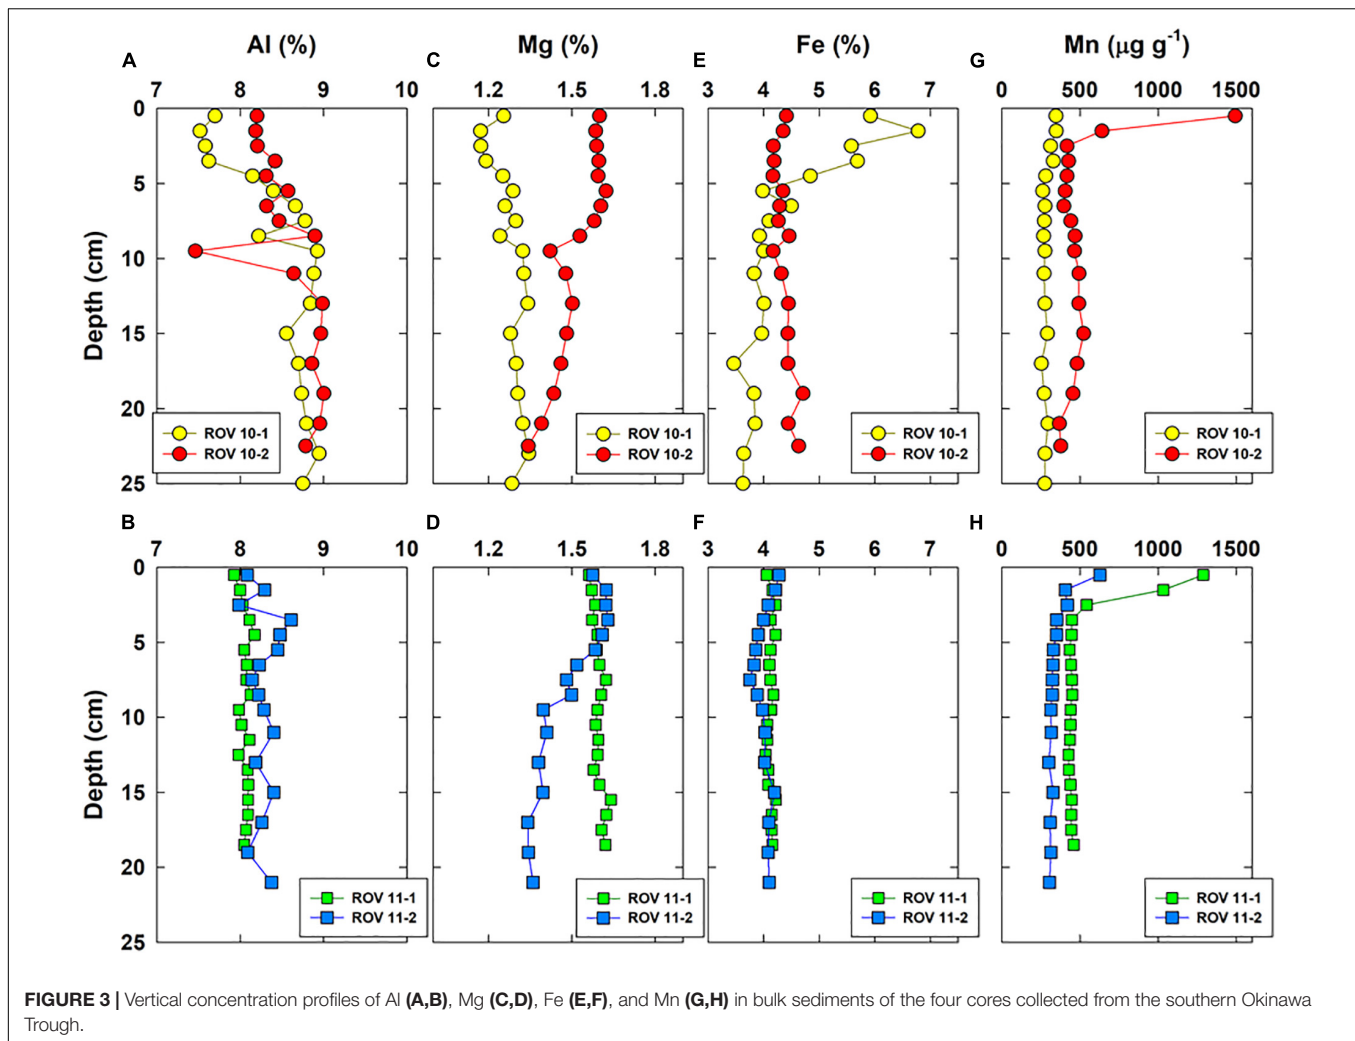 Al (%)
Mg (%)
Fe (%)
Mn (μg g⁻¹)
A
C
E
G
7 8 9 10
1.2 1.5 1.8
3 4 5 6 7
0 500 1000 1500
0
5
10
15
20
25
Depth (cm)
ROV 10-1
ROV 10-2
ROV 10-1
ROV 10-2
ROV 10-1
ROV 10-2
ROV 10-1
ROV 10-2
B
D
F
H
7 8 9 10
1.2 1.5 1.8
3 4 5 6 7
0 500 1000 1500
0
5
10
15
20
25
Depth (cm)
ROV 11-1
ROV 11-2
ROV 11-1
ROV 11-2
ROV 11-1
ROV 11-2
ROV 11-1
ROV 11-2
FIGURE 3 | Vertical concentration profiles of Al (A,B), Mg (C,D), Fe (E,F), and Mn (G,H) in bulk sediments of the four cores collected from the southern Okinawa
Trough.